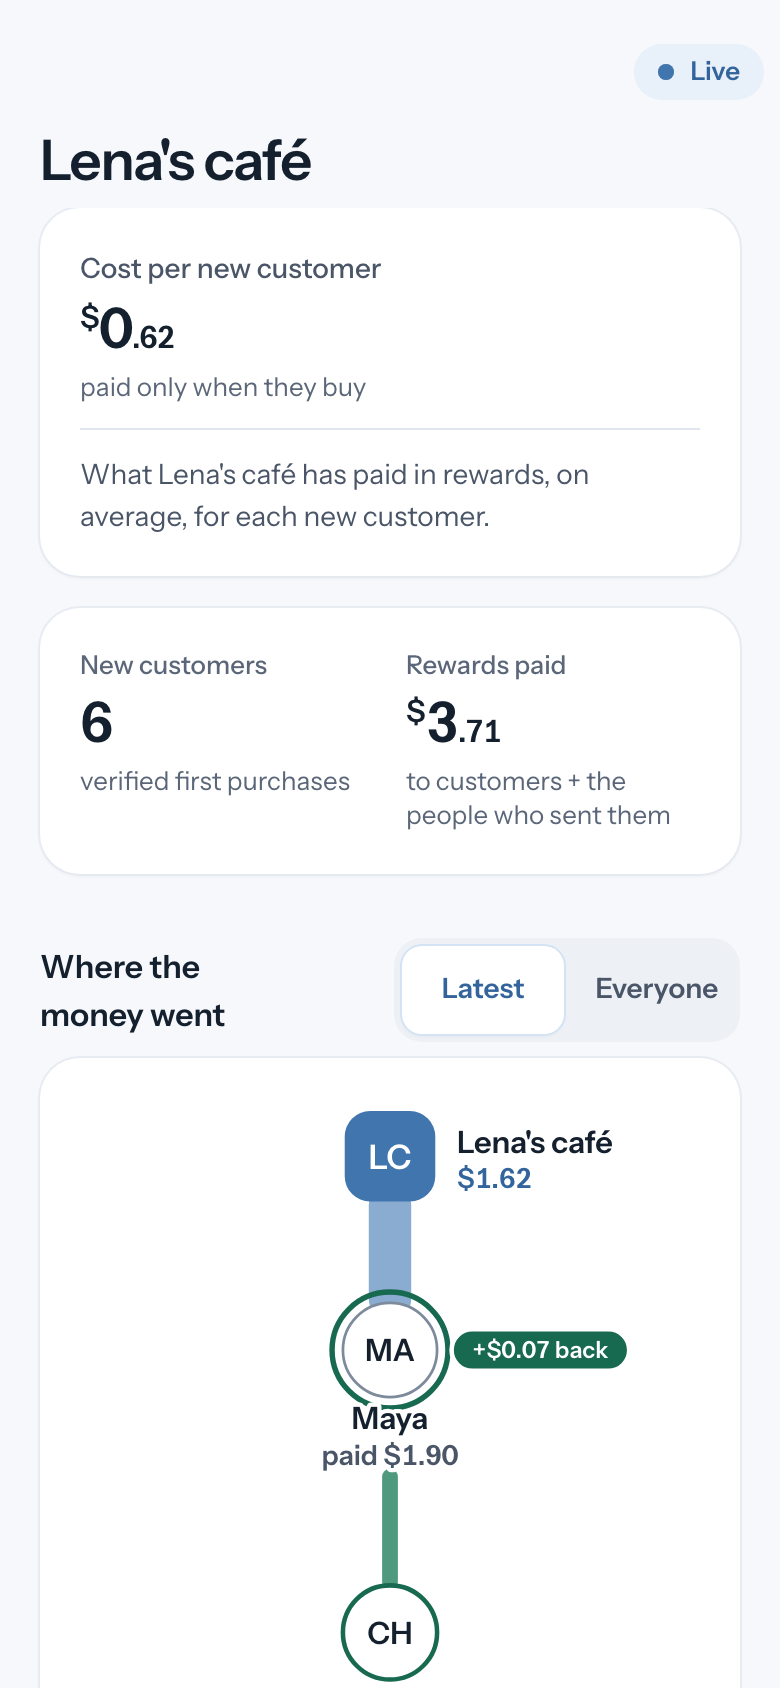 Live
Lena's café
Cost per new customer
$0.62
paid only when they buy
What Lena's café has paid in rewards, on
average, for each new customer.
New customers
6
verified first purchases
Rewards paid
$3.71
to customers + the
people who sent them
Where the
money went
Latest
Everyone
LC
Lena's café
$1.62
MA
+$0.07 back
Maya
paid $1.90
CH